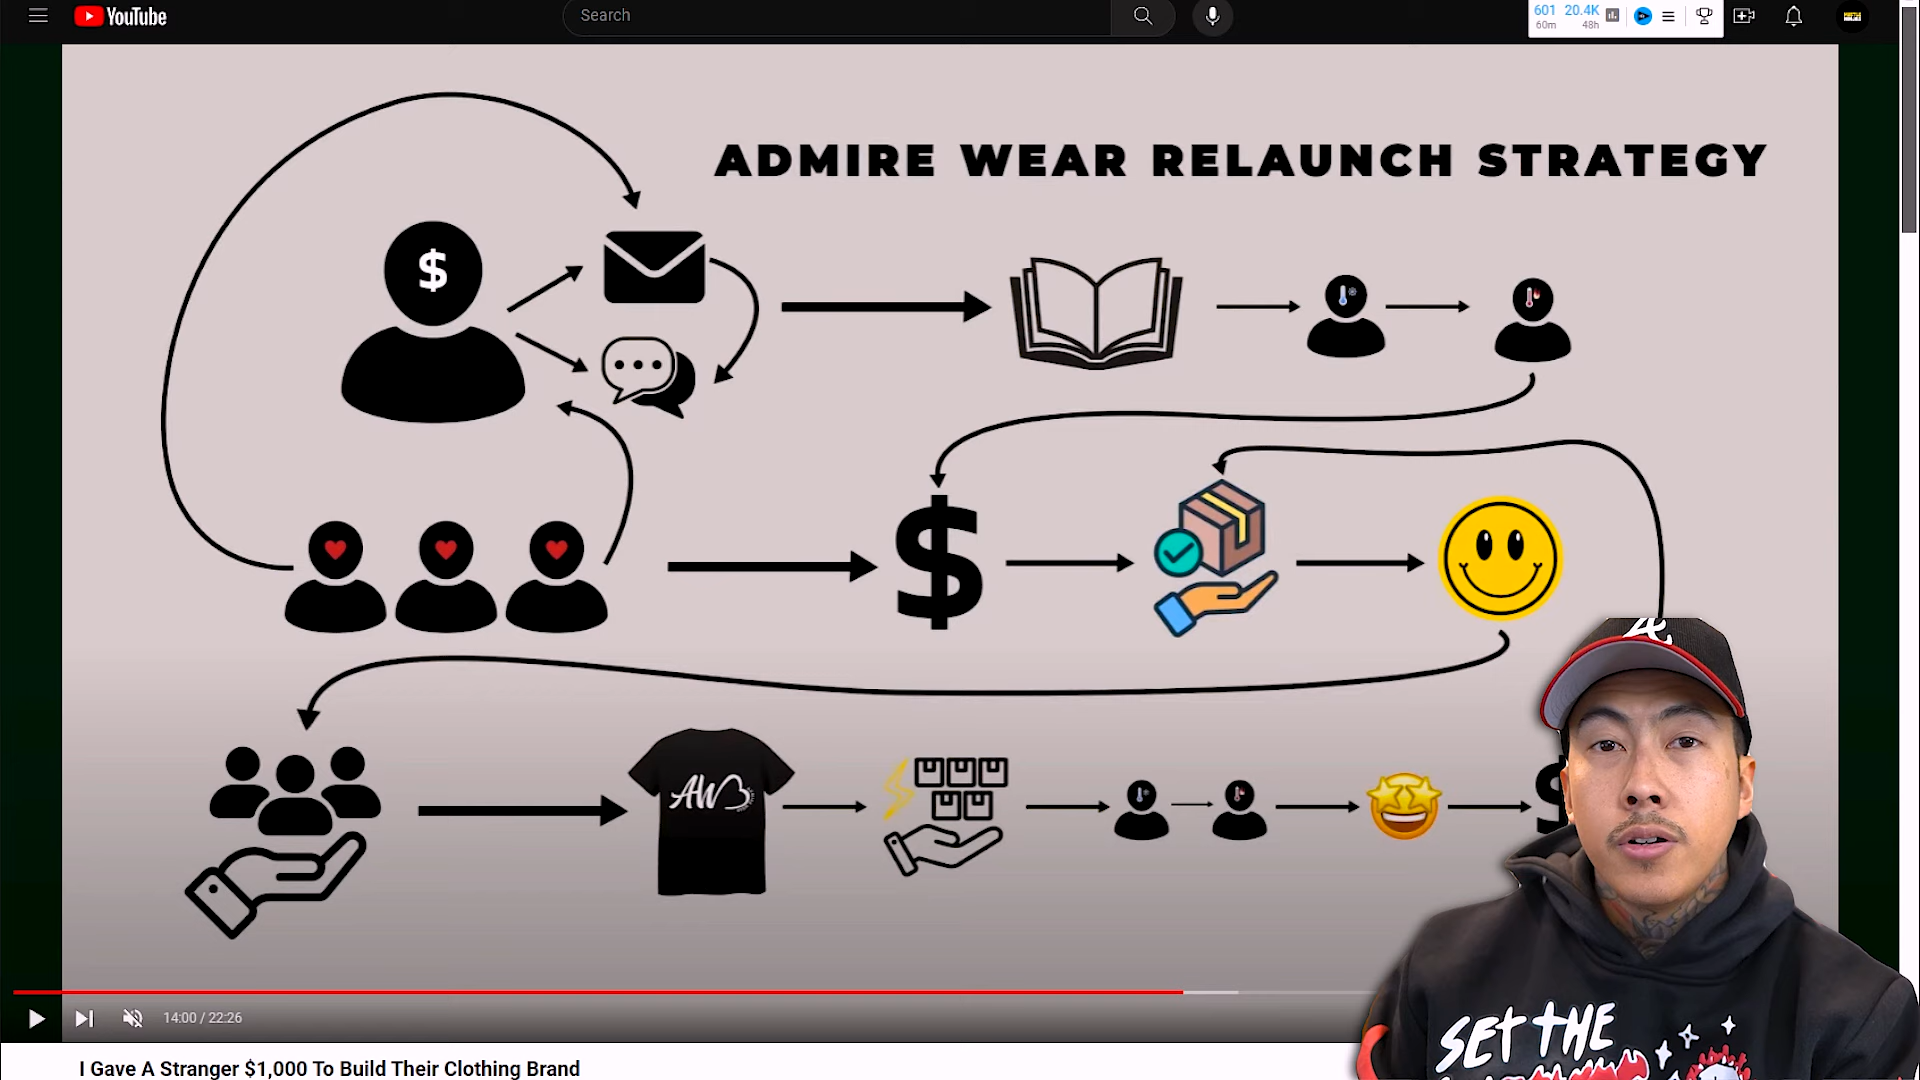 YouTube
Search
601 20.4K
60m 48h
ADMIRE WEAR RELAUNCH STRATEGY
$
$
AWB
$
A
14:00 / 22:26
SET THE
I Gave A Stranger $1,000 To Build Their Clothing Brand